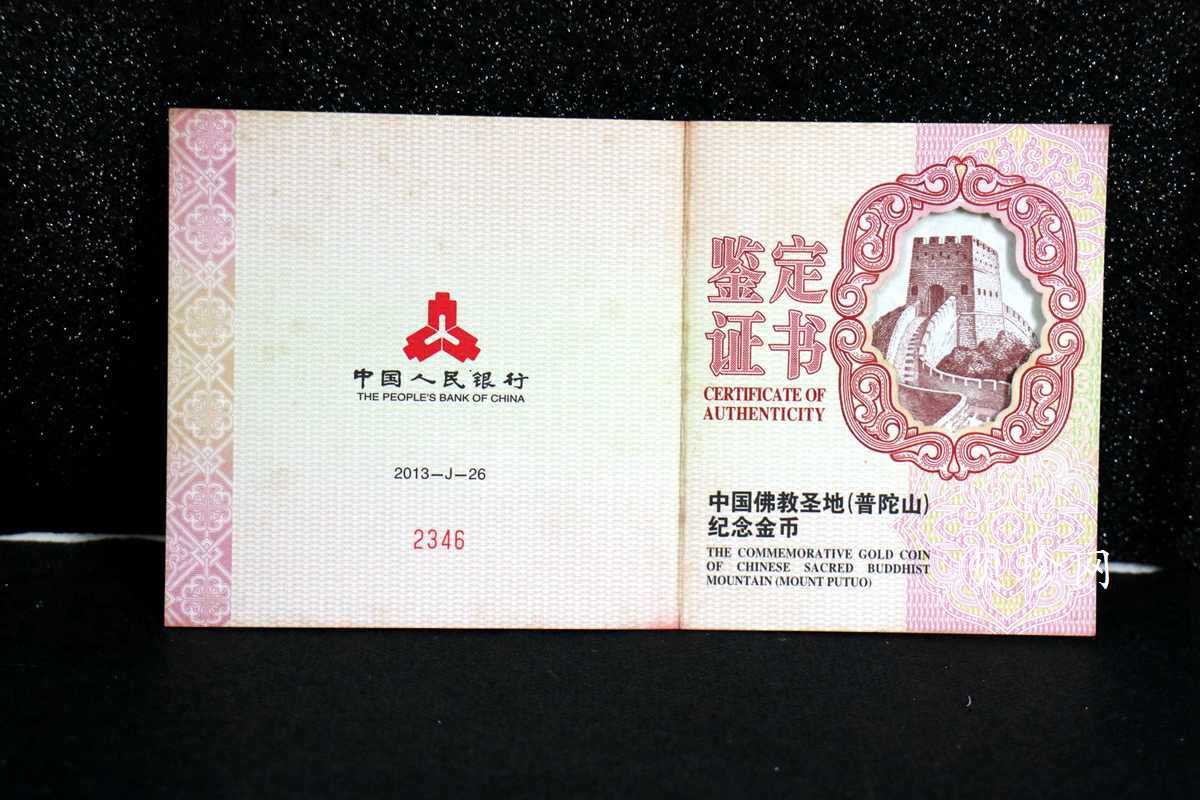 中国人民银行
THE PEOPLE'S BANK OF CHINA
2013—J—26
2346
鉴定
证书
CERTIFICATE OF
AUTHENTICITY
中国佛教圣地(普陀山)
纪念金币
THE COMMEMORATIVE GOLD COIN
OF CHINESE SACRED BUDDHIST
MOUNTAIN (MOUNT PUTUO)
网